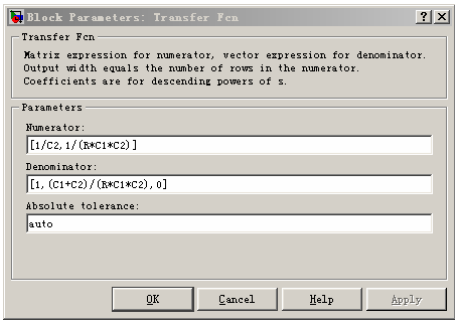 Block Parameters: Transfer Fcn
Transfer Fcn
Matrix expression for numerator, vector expression for denominator.
Output width equals the number of rows in the numerator.
Coefficients are for descending powers of s.
Parameters
Numerator:
[1/C2,1/(R*C1*C2)]
Denominator:
[1,(C1+C2)/(R*C1*C2),0]
Absolute tolerance:
auto
OK Cancel Help Apply